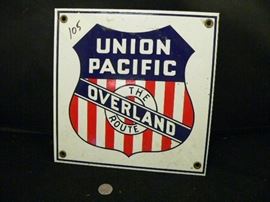 105
UNION
PACIFIC
THE
OVERLAND
ROUTE